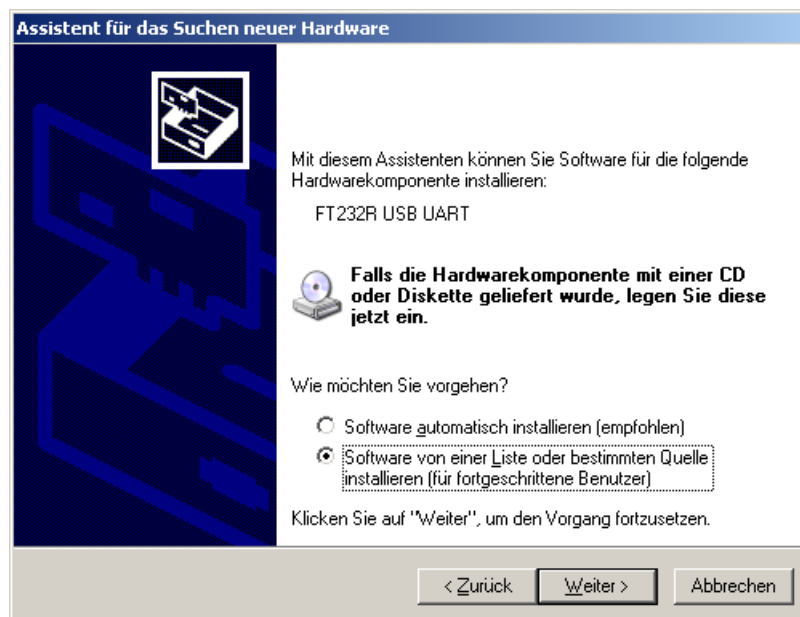 Assistent für das Suchen neuer Hardware
Mit diesem Assistenten können Sie Software für die folgende
Hardwarekomponente installieren:
FT232R USB UART
Falls die Hardwarekomponente mit einer CD
oder Diskette geliefert wurde, legen Sie diese
jetzt ein.
Wie möchten Sie vorgehen?
Software automatisch installieren (empfohlen)
Software von einer Liste oder bestimmten Quelle
installieren (für fortgeschrittene Benutzer)
Klicken Sie auf "Weiter", um den Vorgang fortzusetzen.
< Zurück Weiter > Abbrechen